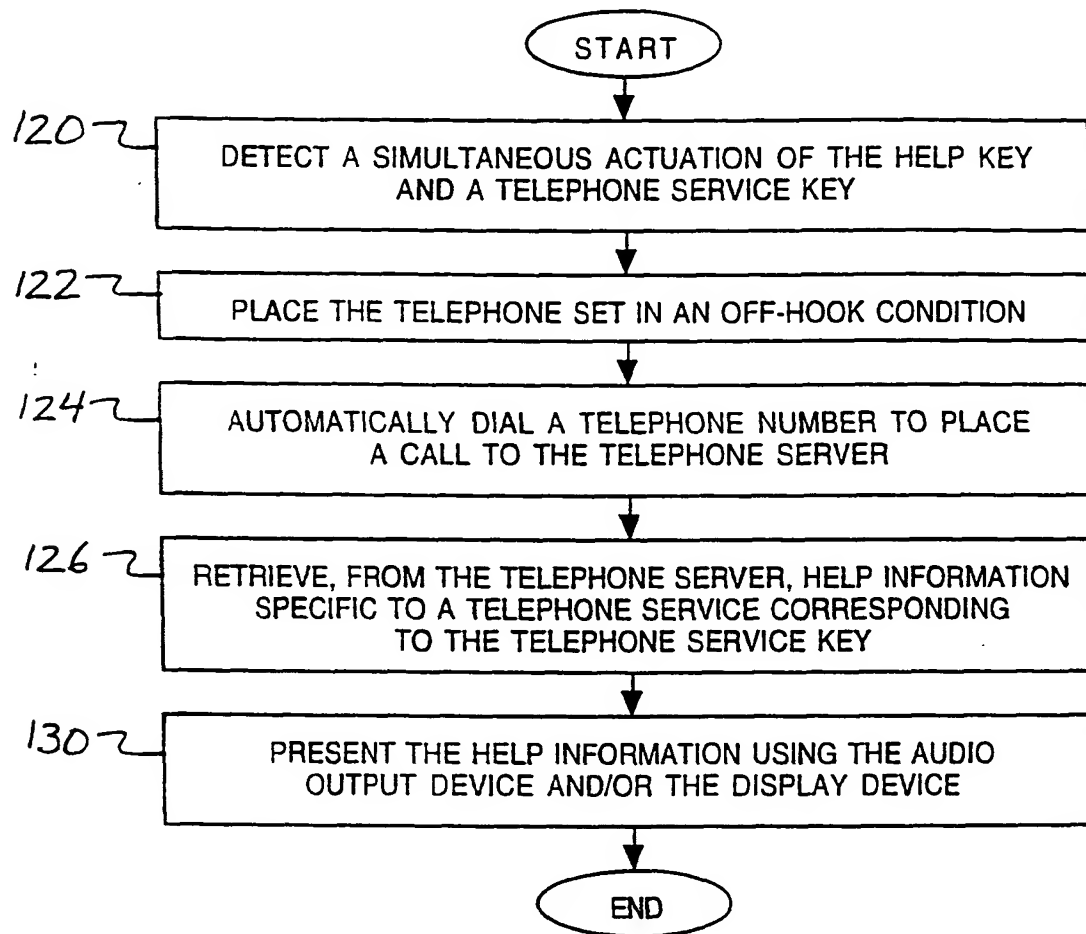 START
120
DETECT A SIMULTANEOUS ACTUATION OF THE HELP KEY
AND A TELEPHONE SERVICE KEY
122
PLACE THE TELEPHONE SET IN AN OFF-HOOK CONDITION
124
AUTOMATICALLY DIAL A TELEPHONE NUMBER TO PLACE
A CALL TO THE TELEPHONE SERVER
126
RETRIEVE, FROM THE TELEPHONE SERVER, HELP INFORMATION
SPECIFIC TO A TELEPHONE SERVICE CORRESPONDING
TO THE TELEPHONE SERVICE KEY
130
PRESENT THE HELP INFORMATION USING THE AUDIO
OUTPUT DEVICE AND/OR THE DISPLAY DEVICE
END